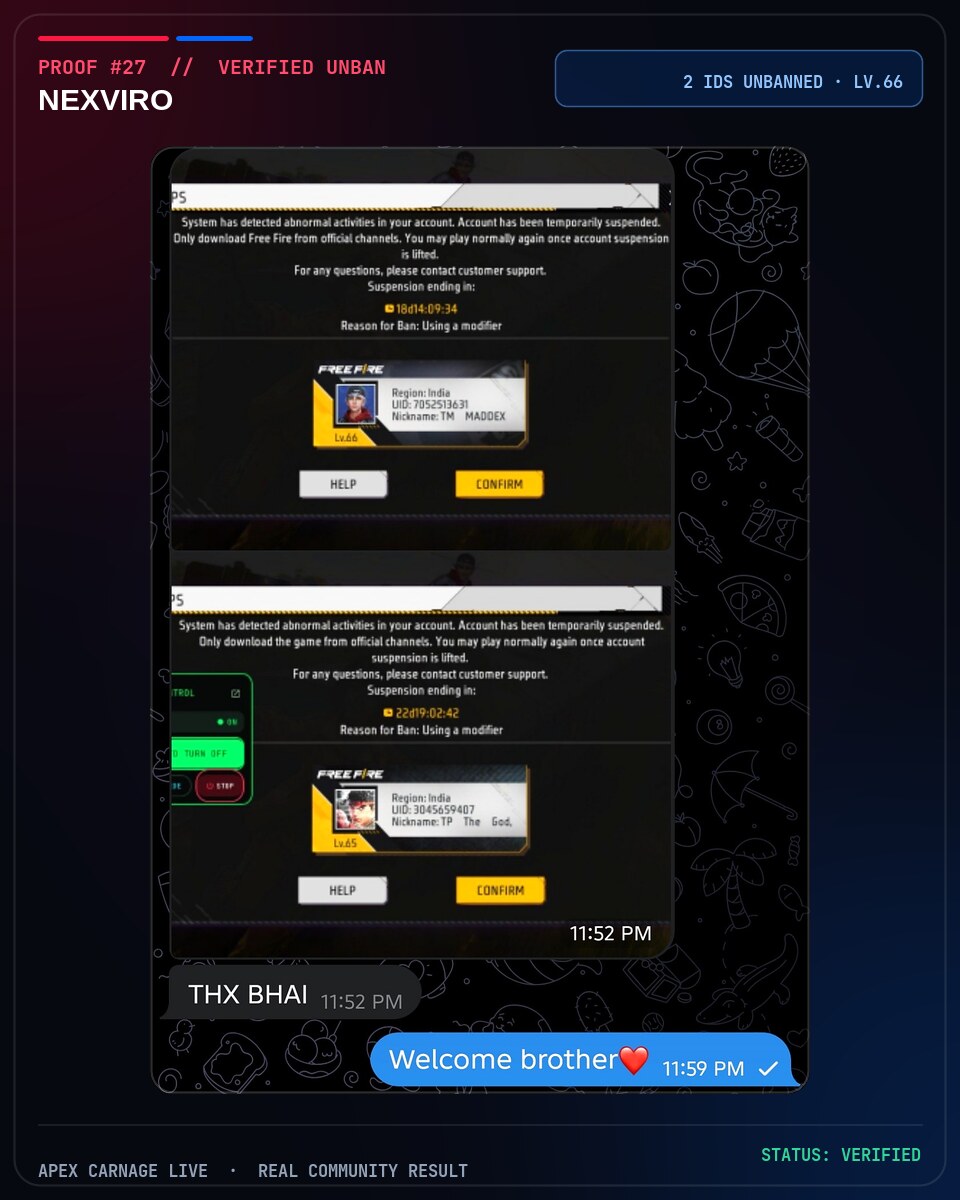 PROOF #27 // VERIFIED UNBAN
NEXVIRO
2 IDS UNBANNED · LV.66
PS
System has detected abnormal activities in your account. Account has been temporarily suspended.
Only download Free Fire from official channels. You may play normally again once account suspension
is lifted.
For any questions, please contact customer support.
Suspension ending in:
18d14:09:34
Reason for Ban: Using a modifier
FREE FIRE
Region: India
UID: 7052513631
Nickname: TM MADDEX
Lv.66
HELP
CONFIRM
PS
System has detected abnormal activities in your account. Account has been temporarily suspended.
Only download the game from official channels. You may play normally again once account
suspension is lifted.
For any questions, please contact customer support.
Suspension ending in:
22d19:02:42
Reason for Ban: Using a modifier
TROL
ON
O TURN OFF
STOP
FREE FIRE
Region: India
UID: 3045659407
Nickname: TP The God,
Lv.65
HELP
CONFIRM
11:52 PM
THX BHAI 11:52 PM
Welcome brother❤️ 11:59 PM
STATUS: VERIFIED
APEX CARNAGE LIVE · REAL COMMUNITY RESULT